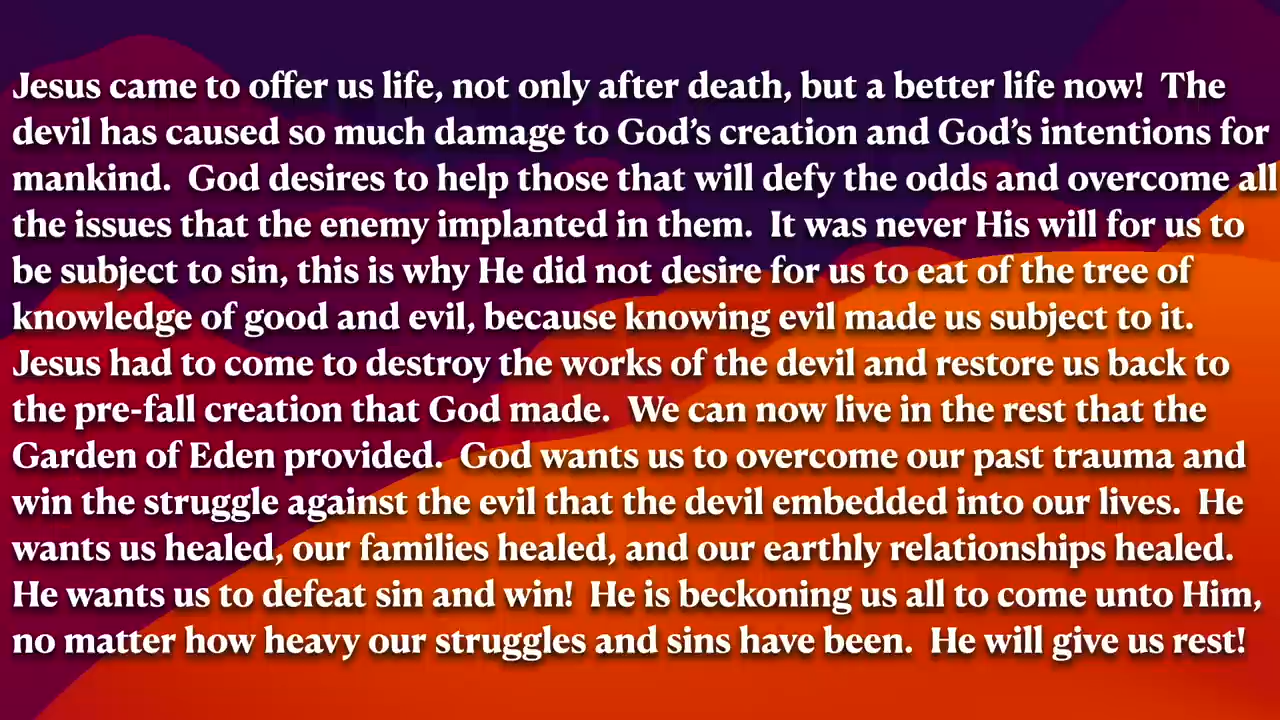 Jesus came to offer us life, not only after death, but a better life now!  The
devil has caused so much damage to God’s creation and God’s intentions for
mankind.  God desires to help those that will defy the odds and overcome all
the issues that the enemy implanted in them.  It was never His will for us to
be subject to sin, this is why He did not desire for us to eat of the tree of
knowledge of good and evil, because knowing evil made us subject to it.
Jesus had to come to destroy the works of the devil and restore us back to
the pre-fall creation that God made.  We can now live in the rest that the
Garden of Eden provided.  God wants us to overcome our past trauma and
win the struggle against the evil that the devil embedded into our lives.  He
wants us healed, our families healed, and our earthly relationships healed.
He wants us to defeat sin and win!  He is beckoning us all to come unto Him,
no matter how heavy our struggles and sins have been.  He will give us rest!